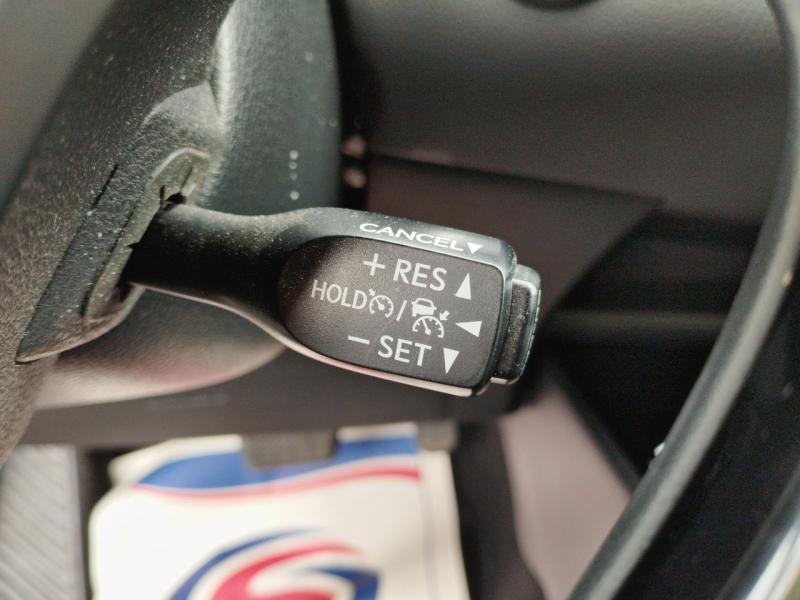 CANCEL▼
+ RES ▲
HOLD / ◄
− SET ▼